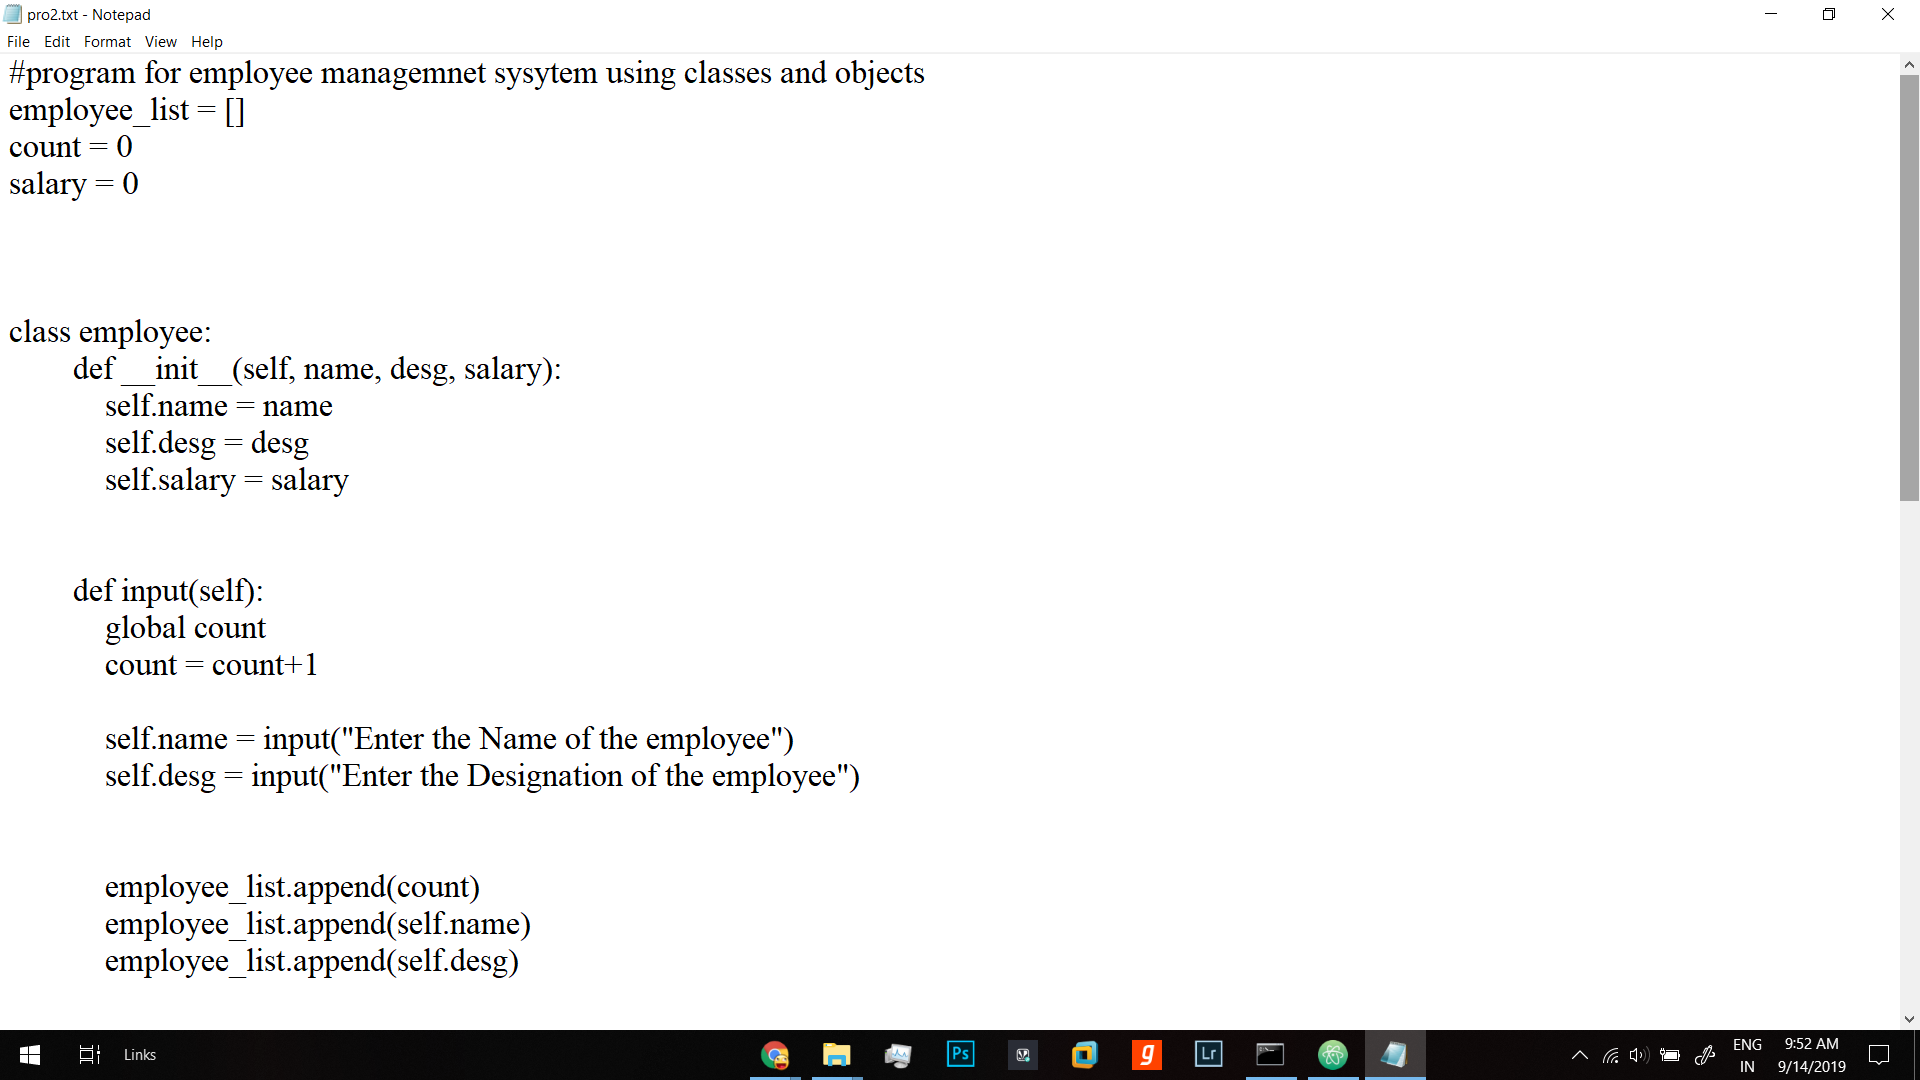 pro2.txt - Notepad
File Edit Format View Help
#program for employee managemnet sysytem using classes and objects
employee_list = []
count = 0
salary = 0
class employee:
def __init__(self, name, desg, salary):
self.name = name
self.desg = desg
self.salary = salary
def input(self):
global count
count = count+1
self.name = input("Enter the Name of the employee")
self.desg = input("Enter the Designation of the employee")
employee_list.append(count)
employee_list.append(self.name)
employee_list.append(self.desg)
Links
Ps
g
Lr
ENG
IN
9:52 AM
9/14/2019